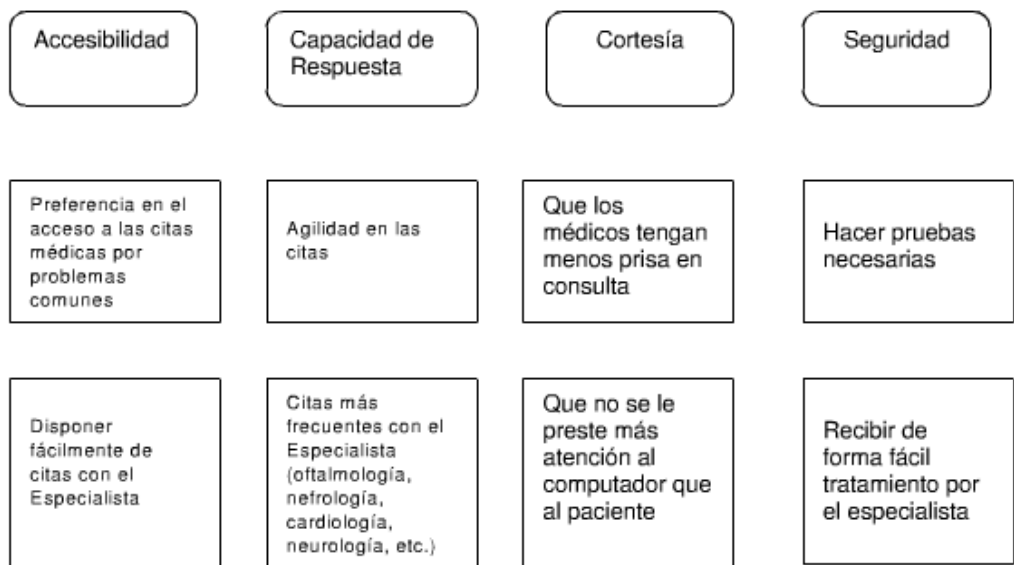 Accesibilidad
Capacidad de
Respuesta
Cortesía
Seguridad
Preferencia en el
acceso a las citas
médicas por
problemas
comunes
Agilidad en las
citas
Que los
médicos tengan
menos prisa en
consulta
Hacer pruebas
necesarias
Disponer
fácilmente de
citas con el
Especialista
Citas más
frecuentes con el
Especialista
(oftalmología,
nefrología,
cardiología,
neurología, etc.)
Que no se le
preste más
atención al
computador que
al paciente
Recibir de
forma fácil
tratamiento por
el especialista